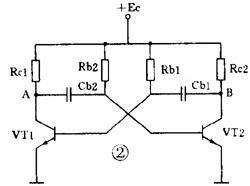 +Ec
Rc1 Rb2 Rb1 Rc2
A Cb2 Cb1 B
VT1 ② VT2